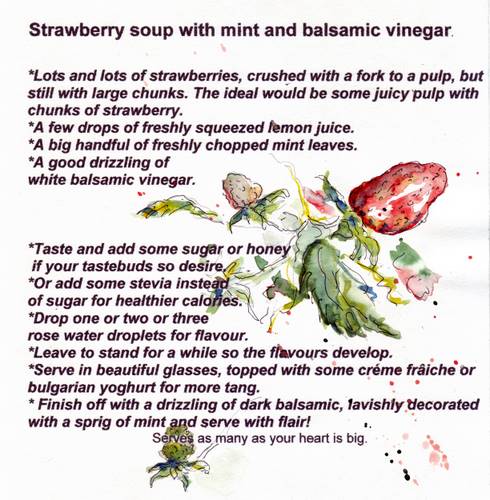 Strawberry soup with mint and balsamic vinegar.
*Lots and lots of strawberries, crushed with a fork to a pulp, but
still with large chunks. The ideal would be some juicy pulp with
chunks of strawberry.
*A few drops of freshly squeezed lemon juice.
*A big handful of freshly chopped mint leaves.
*A good drizzling of
white balsamic vinegar.
*Taste and add some sugar or honey
if your tastebuds so desire.
*Or add some stevia instead
of sugar for healthier calories.
*Drop one or two or three
rose water droplets for flavour.
*Leave to stand for a while so the flavours develop.
*Serve in beautiful glasses, topped with some créme frâiche or
bulgarian yoghurt for more tang.
* Finish off with a drizzling of dark balsamic, lavishly decorated
with a sprig of mint and serve with flair!
Serves as many as your heart is big.